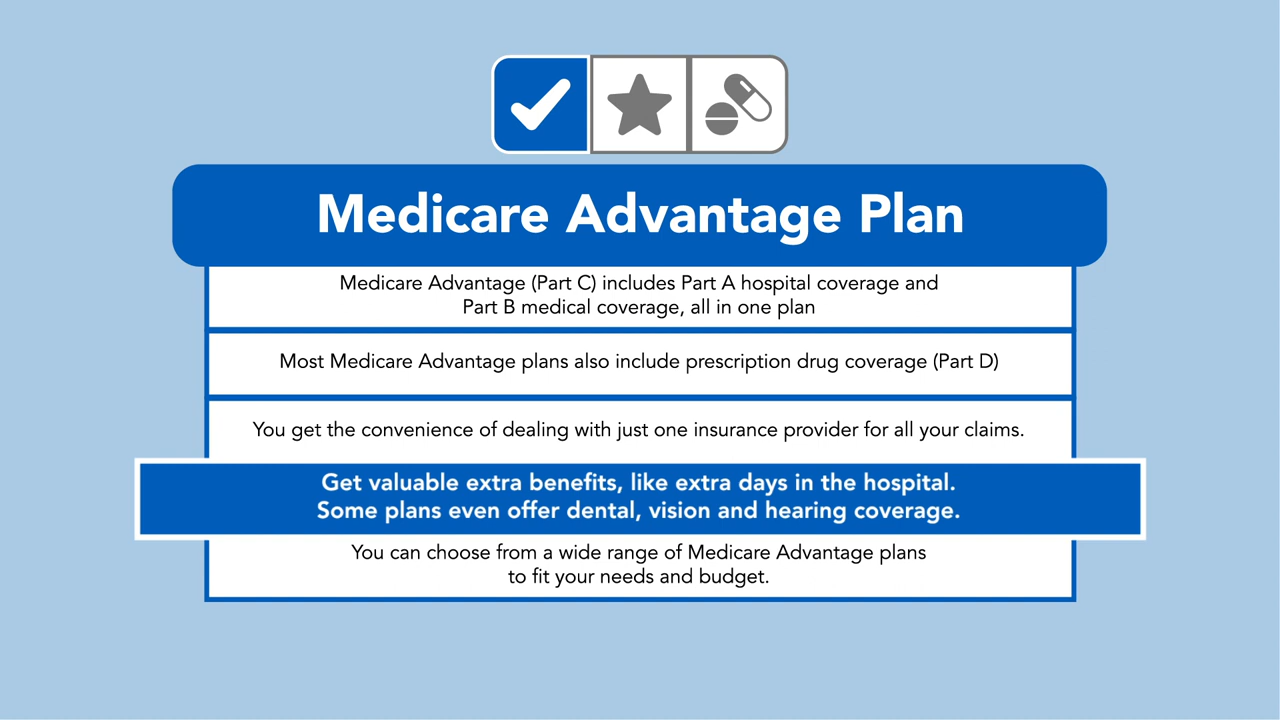 Medicare Advantage Plan
Medicare Advantage (Part C) includes Part A hospital coverage and
Part B medical coverage, all in one plan
Most Medicare Advantage plans also include prescription drug coverage (Part D)
You get the convenience of dealing with just one insurance provider for all your claims.
Get valuable extra benefits, like extra days in the hospital.
Some plans even offer dental, vision and hearing coverage.
You can choose from a wide range of Medicare Advantage plans
to fit your needs and budget.